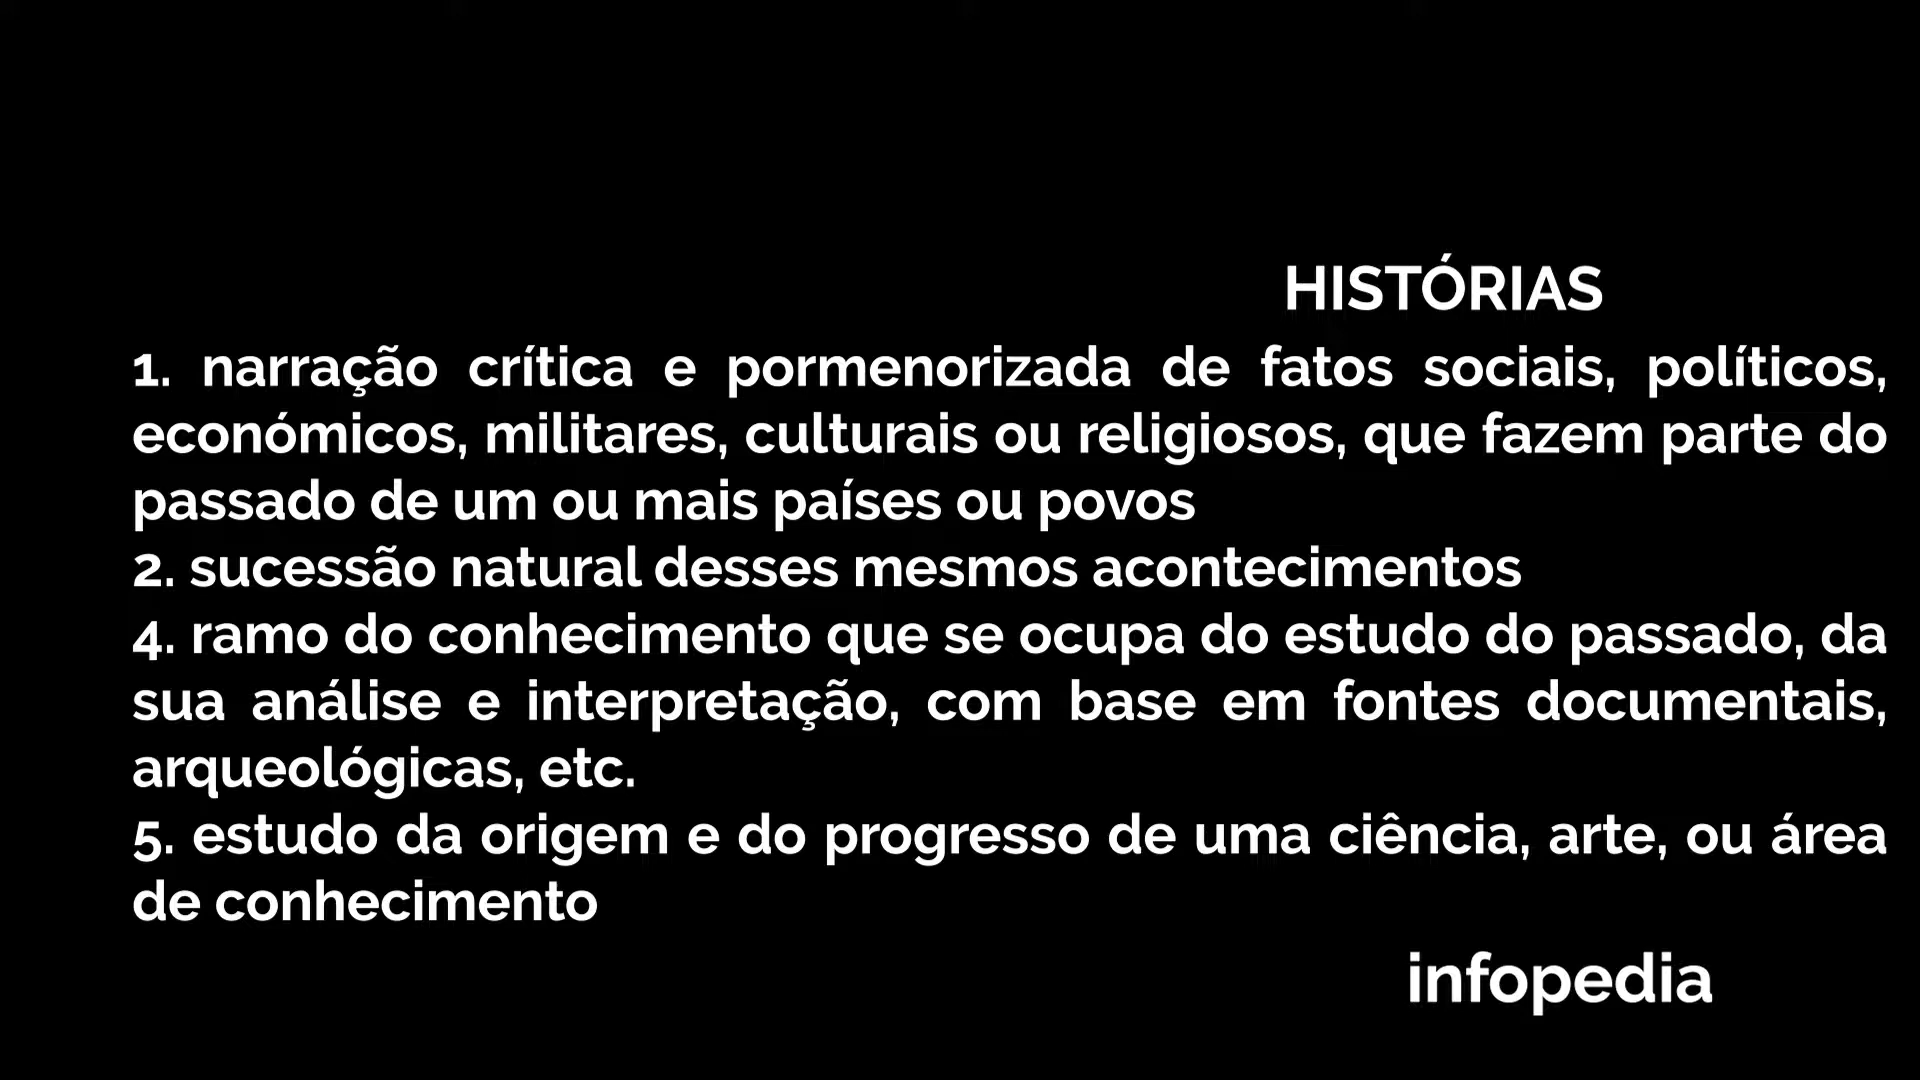 HISTÓRIAS
1. narração crítica e pormenorizada de fatos sociais, políticos,
económicos, militares, culturais ou religiosos, que fazem parte do
passado de um ou mais países ou povos
2. sucessão natural desses mesmos acontecimentos
4. ramo do conhecimento que se ocupa do estudo do passado, da
sua análise e interpretação, com base em fontes documentais,
arqueológicas, etc.
5. estudo da origem e do progresso de uma ciência, arte, ou área
de conhecimento
infopedia